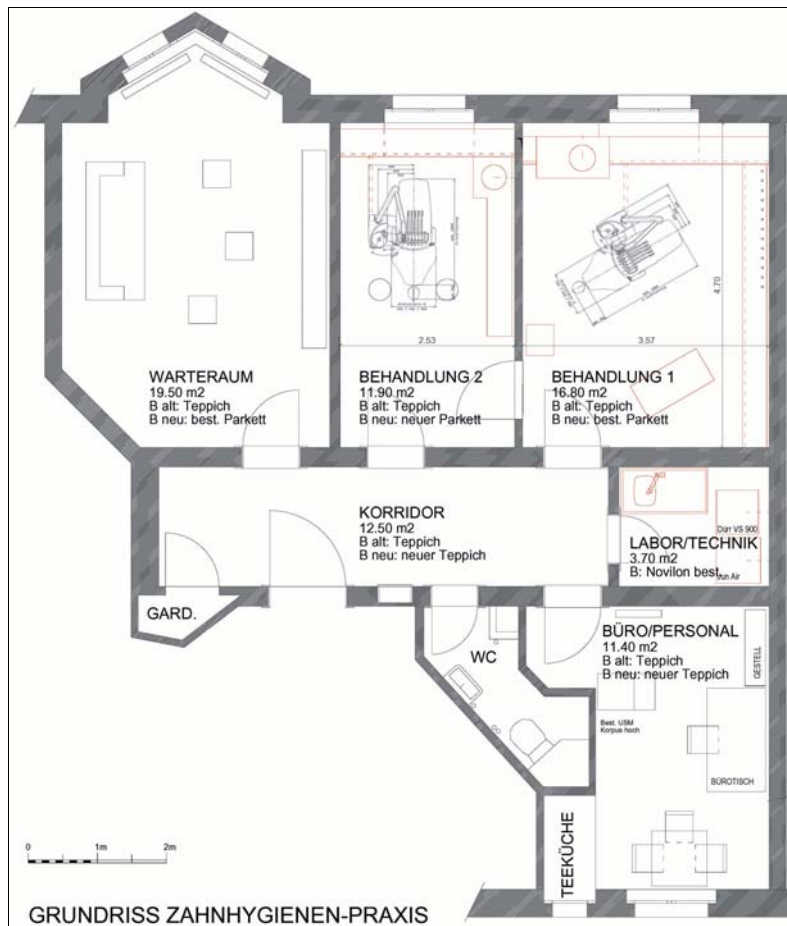 2.53
3.57
4.70
WARTERAUM
19.50 m2
B alt: Teppich
B neu: best. Parkett
BEHANDLUNG 2
11.90 m2
B alt: Teppich
B neu: neuer Parkett
BEHANDLUNG 1
16.80 m2
B alt: Teppich
B neu: best. Parkett
KORRIDOR
12.50 m2
B alt: Teppich
B neu: neuer Teppich
Dürr VS 900
LABOR/TECHNIK
3.70 m2
B: Novilon best.
Air
GARD.
WC
BÜRO/PERSONAL
11.40 m2
B alt: Teppich
B neu: neuer Teppich
GESTELL
Best. USM
Korpus hoch
BÜROTISCH
TEEKÜCHE
0 1m 2m
GRUNDRISS ZAHNHYGIENEN-PRAXIS